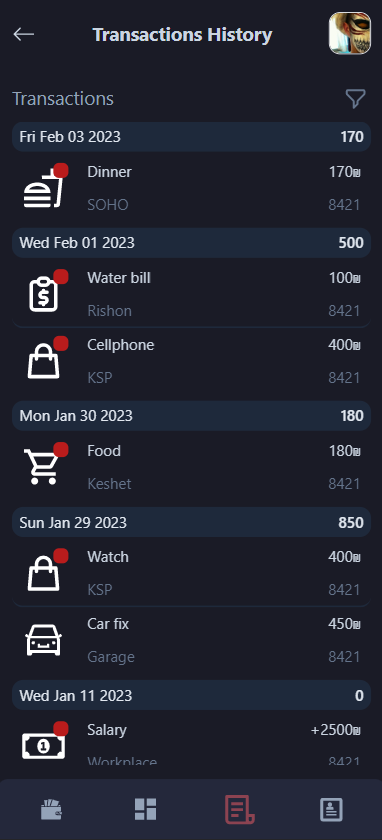 Transactions History
Transactions
Fri Feb 03 2023 170
Dinner 170₪
SOHO 8421
Wed Feb 01 2023 500
Water bill 100₪
Rishon 8421
Cellphone 400₪
KSP 8421
Mon Jan 30 2023 180
Food 180₪
Keshet 8421
Sun Jan 29 2023 850
Watch 400₪
KSP 8421
Car fix 450₪
Garage 8421
Wed Jan 11 2023 0
Salary +2500₪
Workplace 8421